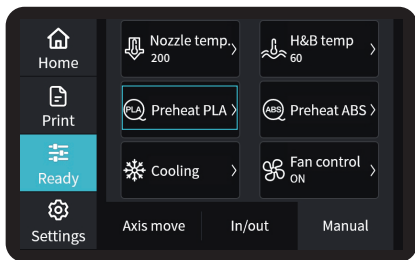 Home
Print
Ready
Settings
Nozzle temp.
200
H&B temp
60
PLA
Preheat PLA
ABS
Preheat ABS
Cooling
Fan control
ON
Axis move
In/out
Manual